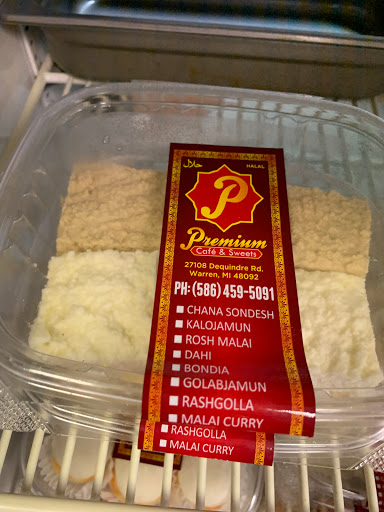 حلال
HALAL
P
Premium
Café & Sweets
27108 Dequindre Rd.
Warren, MI 48092
PH: (586) 459-5091
CHANA SONDESH
KALOJAMUN
ROSH MALAI
DAHI
BONDIA
GOLABJAMUN
RASHGOLLA
MALAI CURRY
RASHGOLLA
MALAI CURRY